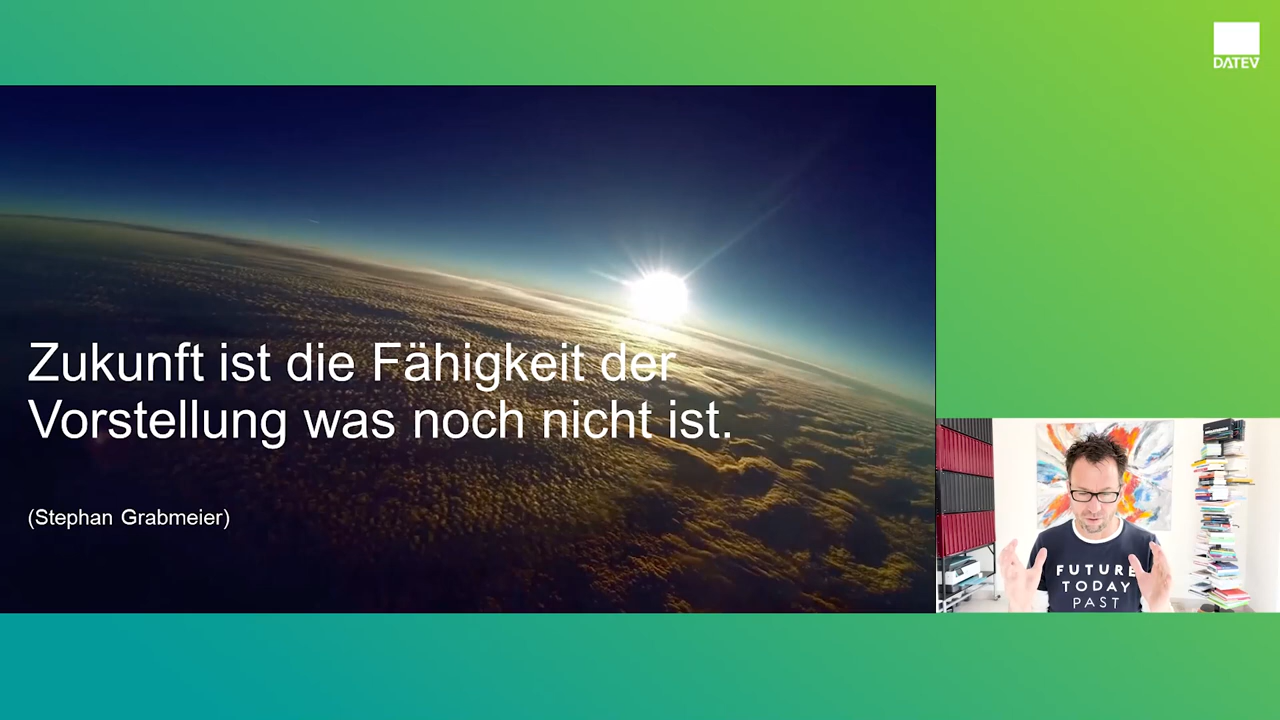 DATEV
Zukunft ist die Fähigkeit der
Vorstellung was noch nicht ist.
(Stephan Grabmeier)
FUTURE
TODAY
PAST